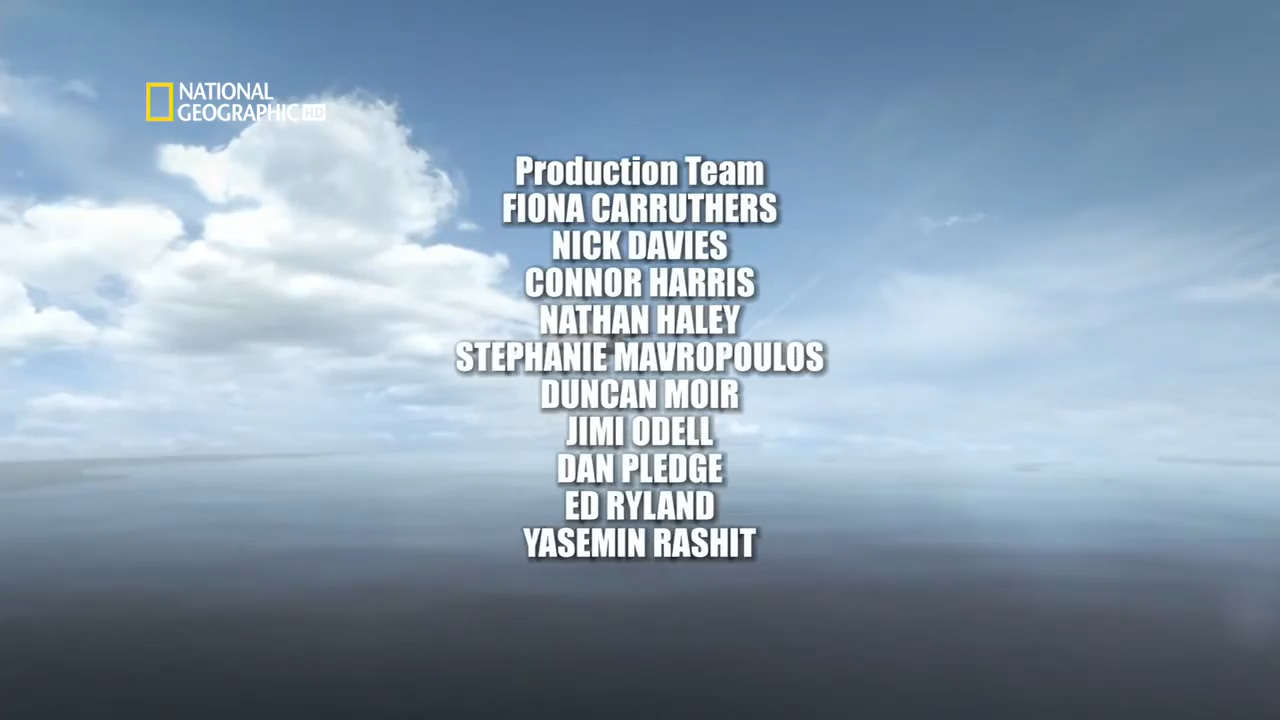 NATIONAL
GEOGRAPHIC HD
Production Team
FIONA CARRUTHERS
NICK DAVIES
CONNOR HARRIS
NATHAN HALEY
STEPHANIE MAVROPOULOS
DUNCAN MOIR
JIMI ODELL
DAN PLEDGE
ED RYLAND
YASEMIN RASHIT